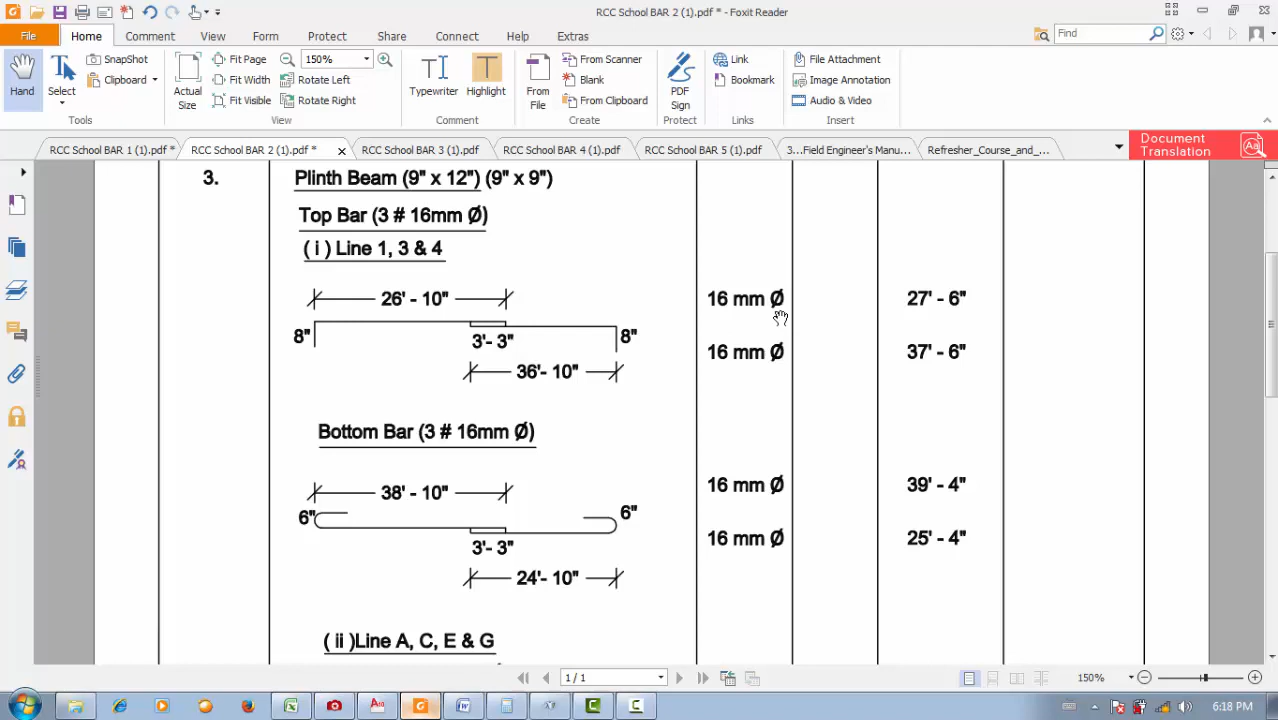 RCC School BAR 2 (1).pdf * - Foxit Reader
File Home Comment View Form Protect Share Connect Help Extras Find
Hand
Select
SnapShot
Clipboard
Actual Size
Fit Page
Fit Width
Fit Visible
150%
Rotate Left
Rotate Right
Typewriter
Highlight
From File
From Scanner
Blank
From Clipboard
PDF Sign
Link
Bookmark
File Attachment
Image Annotation
Audio & Video
Tools View Comment Create Protect Links Insert
RCC School BAR 1 (1).pdf * RCC School BAR 2 (1).pdf * RCC School BAR 3 (1).pdf RCC School BAR 4 (1).pdf RCC School BAR 5 (1).pdf 3...Field Engineer's Manu... Refresher_Course_and_...
Document Translation
3. Plinth Beam (9" x 12") (9" x 9")
Top Bar (3 # 16mm Ø)
( i ) Line 1, 3 & 4
26' - 10" 16 mm Ø 27' - 6"
8" 3'- 3" 8"
16 mm Ø 37' - 6"
36'- 10"
Bottom Bar (3 # 16mm Ø)
38' - 10" 16 mm Ø 39' - 4"
6" 6"
3'- 3" 16 mm Ø 25' - 4"
24'- 10"
( ii )Line A, C, E & G
1 / 1
150%
6:18 PM